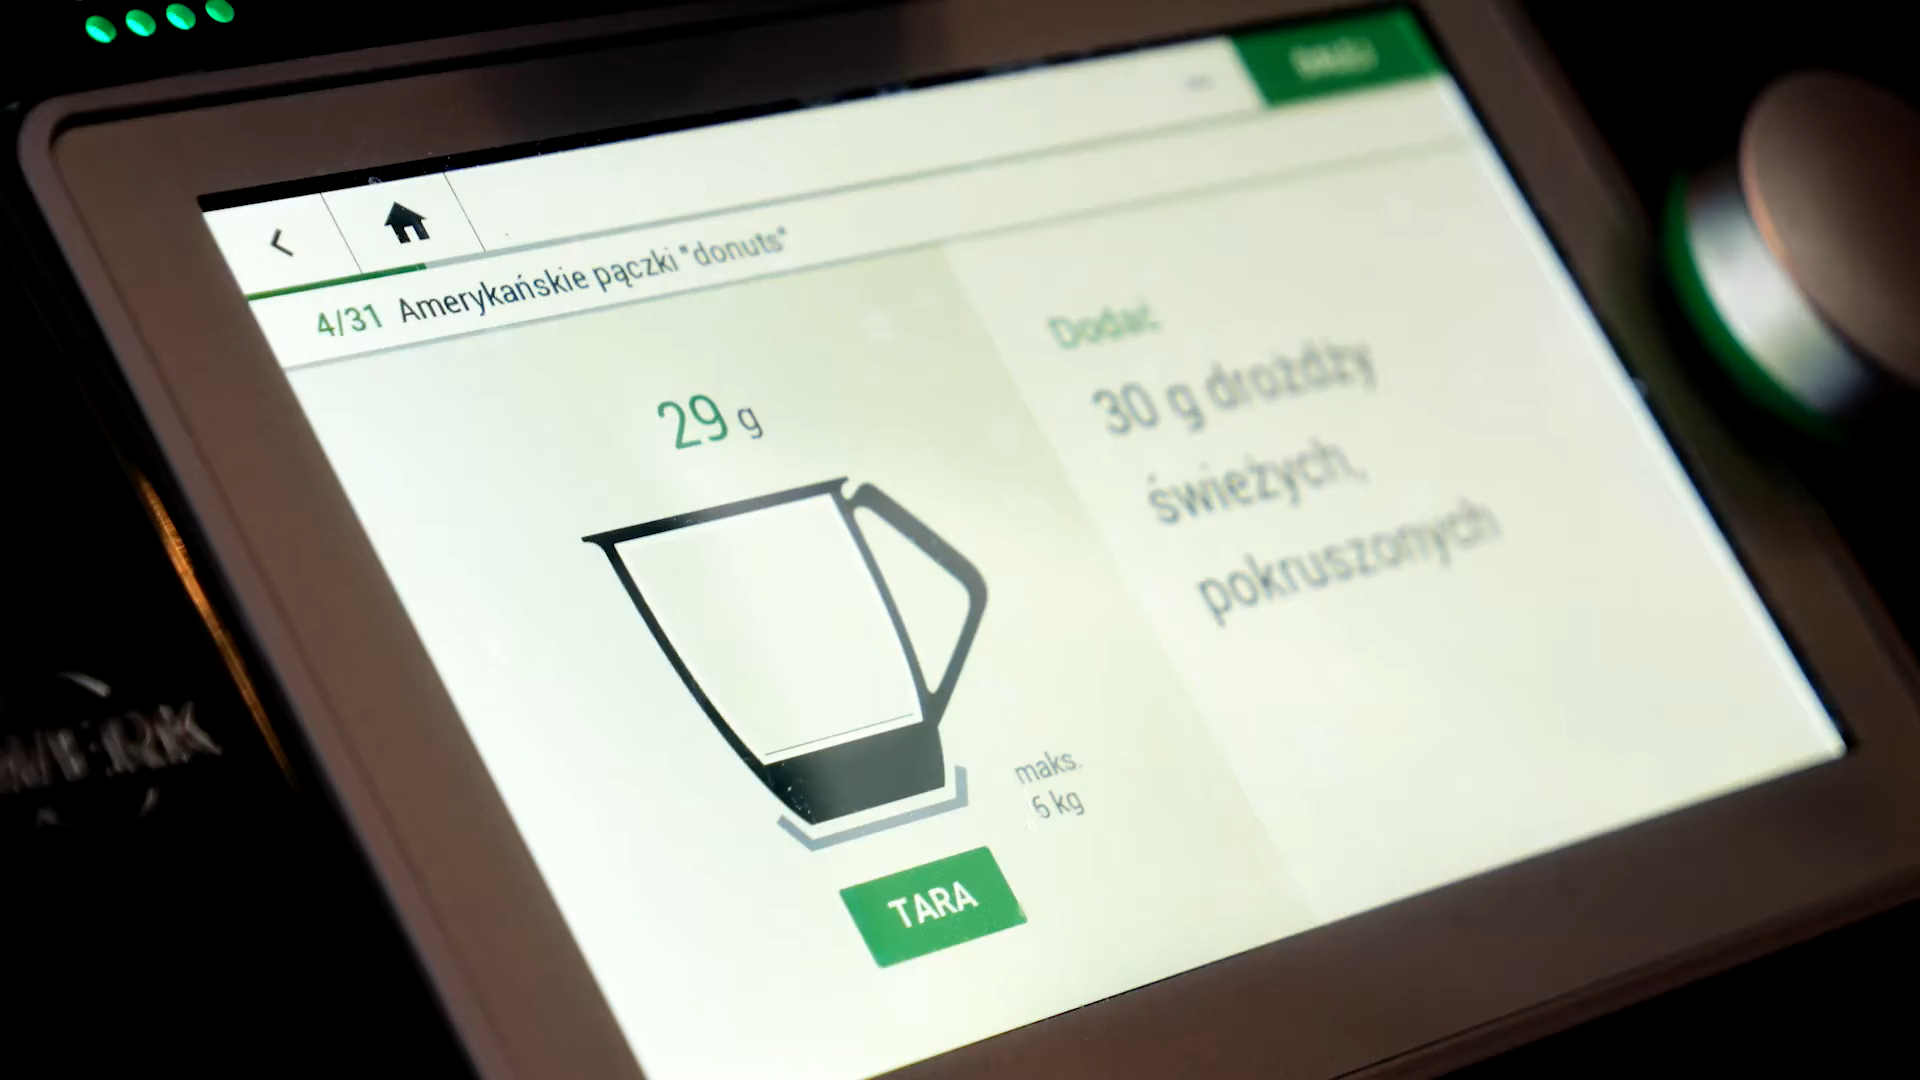 4/31 Amerykańskie pączki "donuts"
29 g
Dodać
30 g drożdży
świeżych,
pokruszonych
maks.
6 kg
TARA